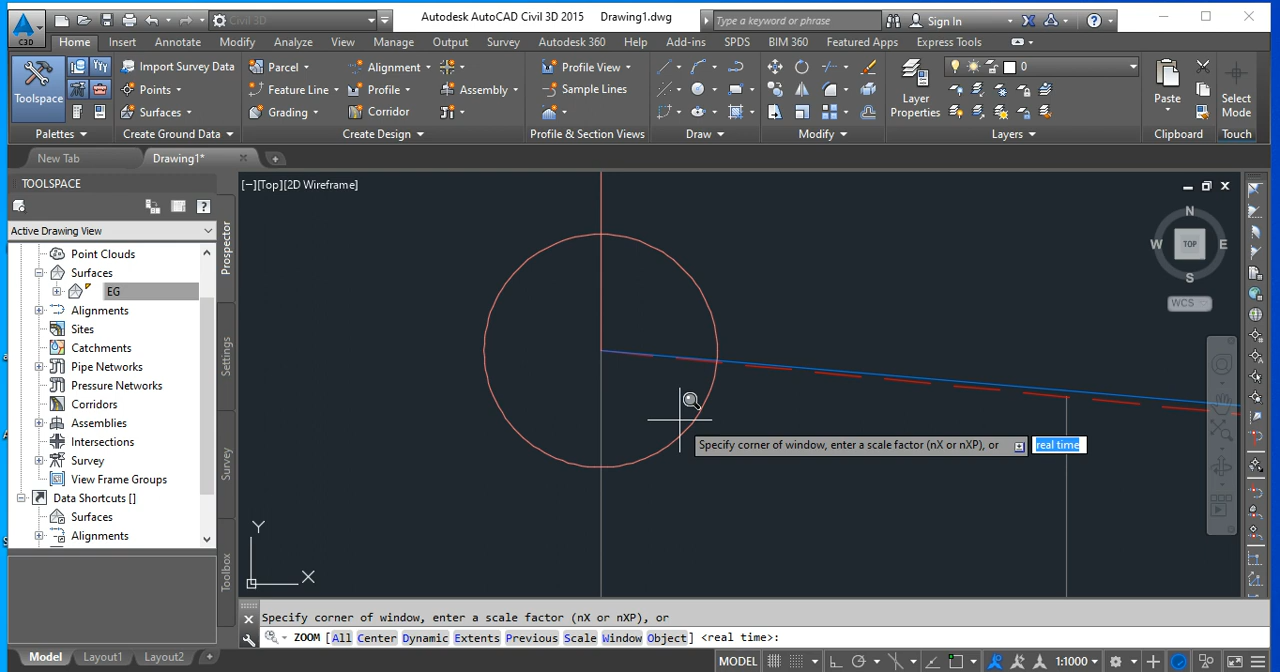 Civil 3D
Autodesk AutoCAD Civil 3D 2015 Drawing1.dwg
Type a keyword or phrase
Sign In
C3D
Home Insert Annotate Modify Analyze View Manage Output Survey Autodesk 360 Help Add-ins SPDS BIM 360 Featured Apps Express Tools
Toolspace
Import Survey Data
Points
Surfaces
Parcel
Feature Line
Grading
Alignment
Profile
Corridor
Assembly
Profile View
Sample Lines
Layer
Properties
0
Paste
Select
Mode
Palettes Create Ground Data Create Design Profile & Section Views Draw Modify Layers Clipboard Touch
New Tab Drawing1*
TOOLSPACE
Active Drawing View
Point Clouds
Surfaces
EG
Alignments
Sites
Catchments
Pipe Networks
Pressure Networks
Corridors
Assemblies
Intersections
Survey
View Frame Groups
Data Shortcuts []
Surfaces
Alignments
Prospector
Settings
Survey
Toolbox
[−][Top][2D Wireframe]
N
W TOP E
S
WCS
Specify corner of window, enter a scale factor (nX or nXP), or real time
Y
X
Specify corner of window, enter a scale factor (nX or nXP), or
ZOOM [All Center Dynamic Extents Previous Scale Window Object] <real time>:
Model Layout1 Layout2
MODEL 1:1000